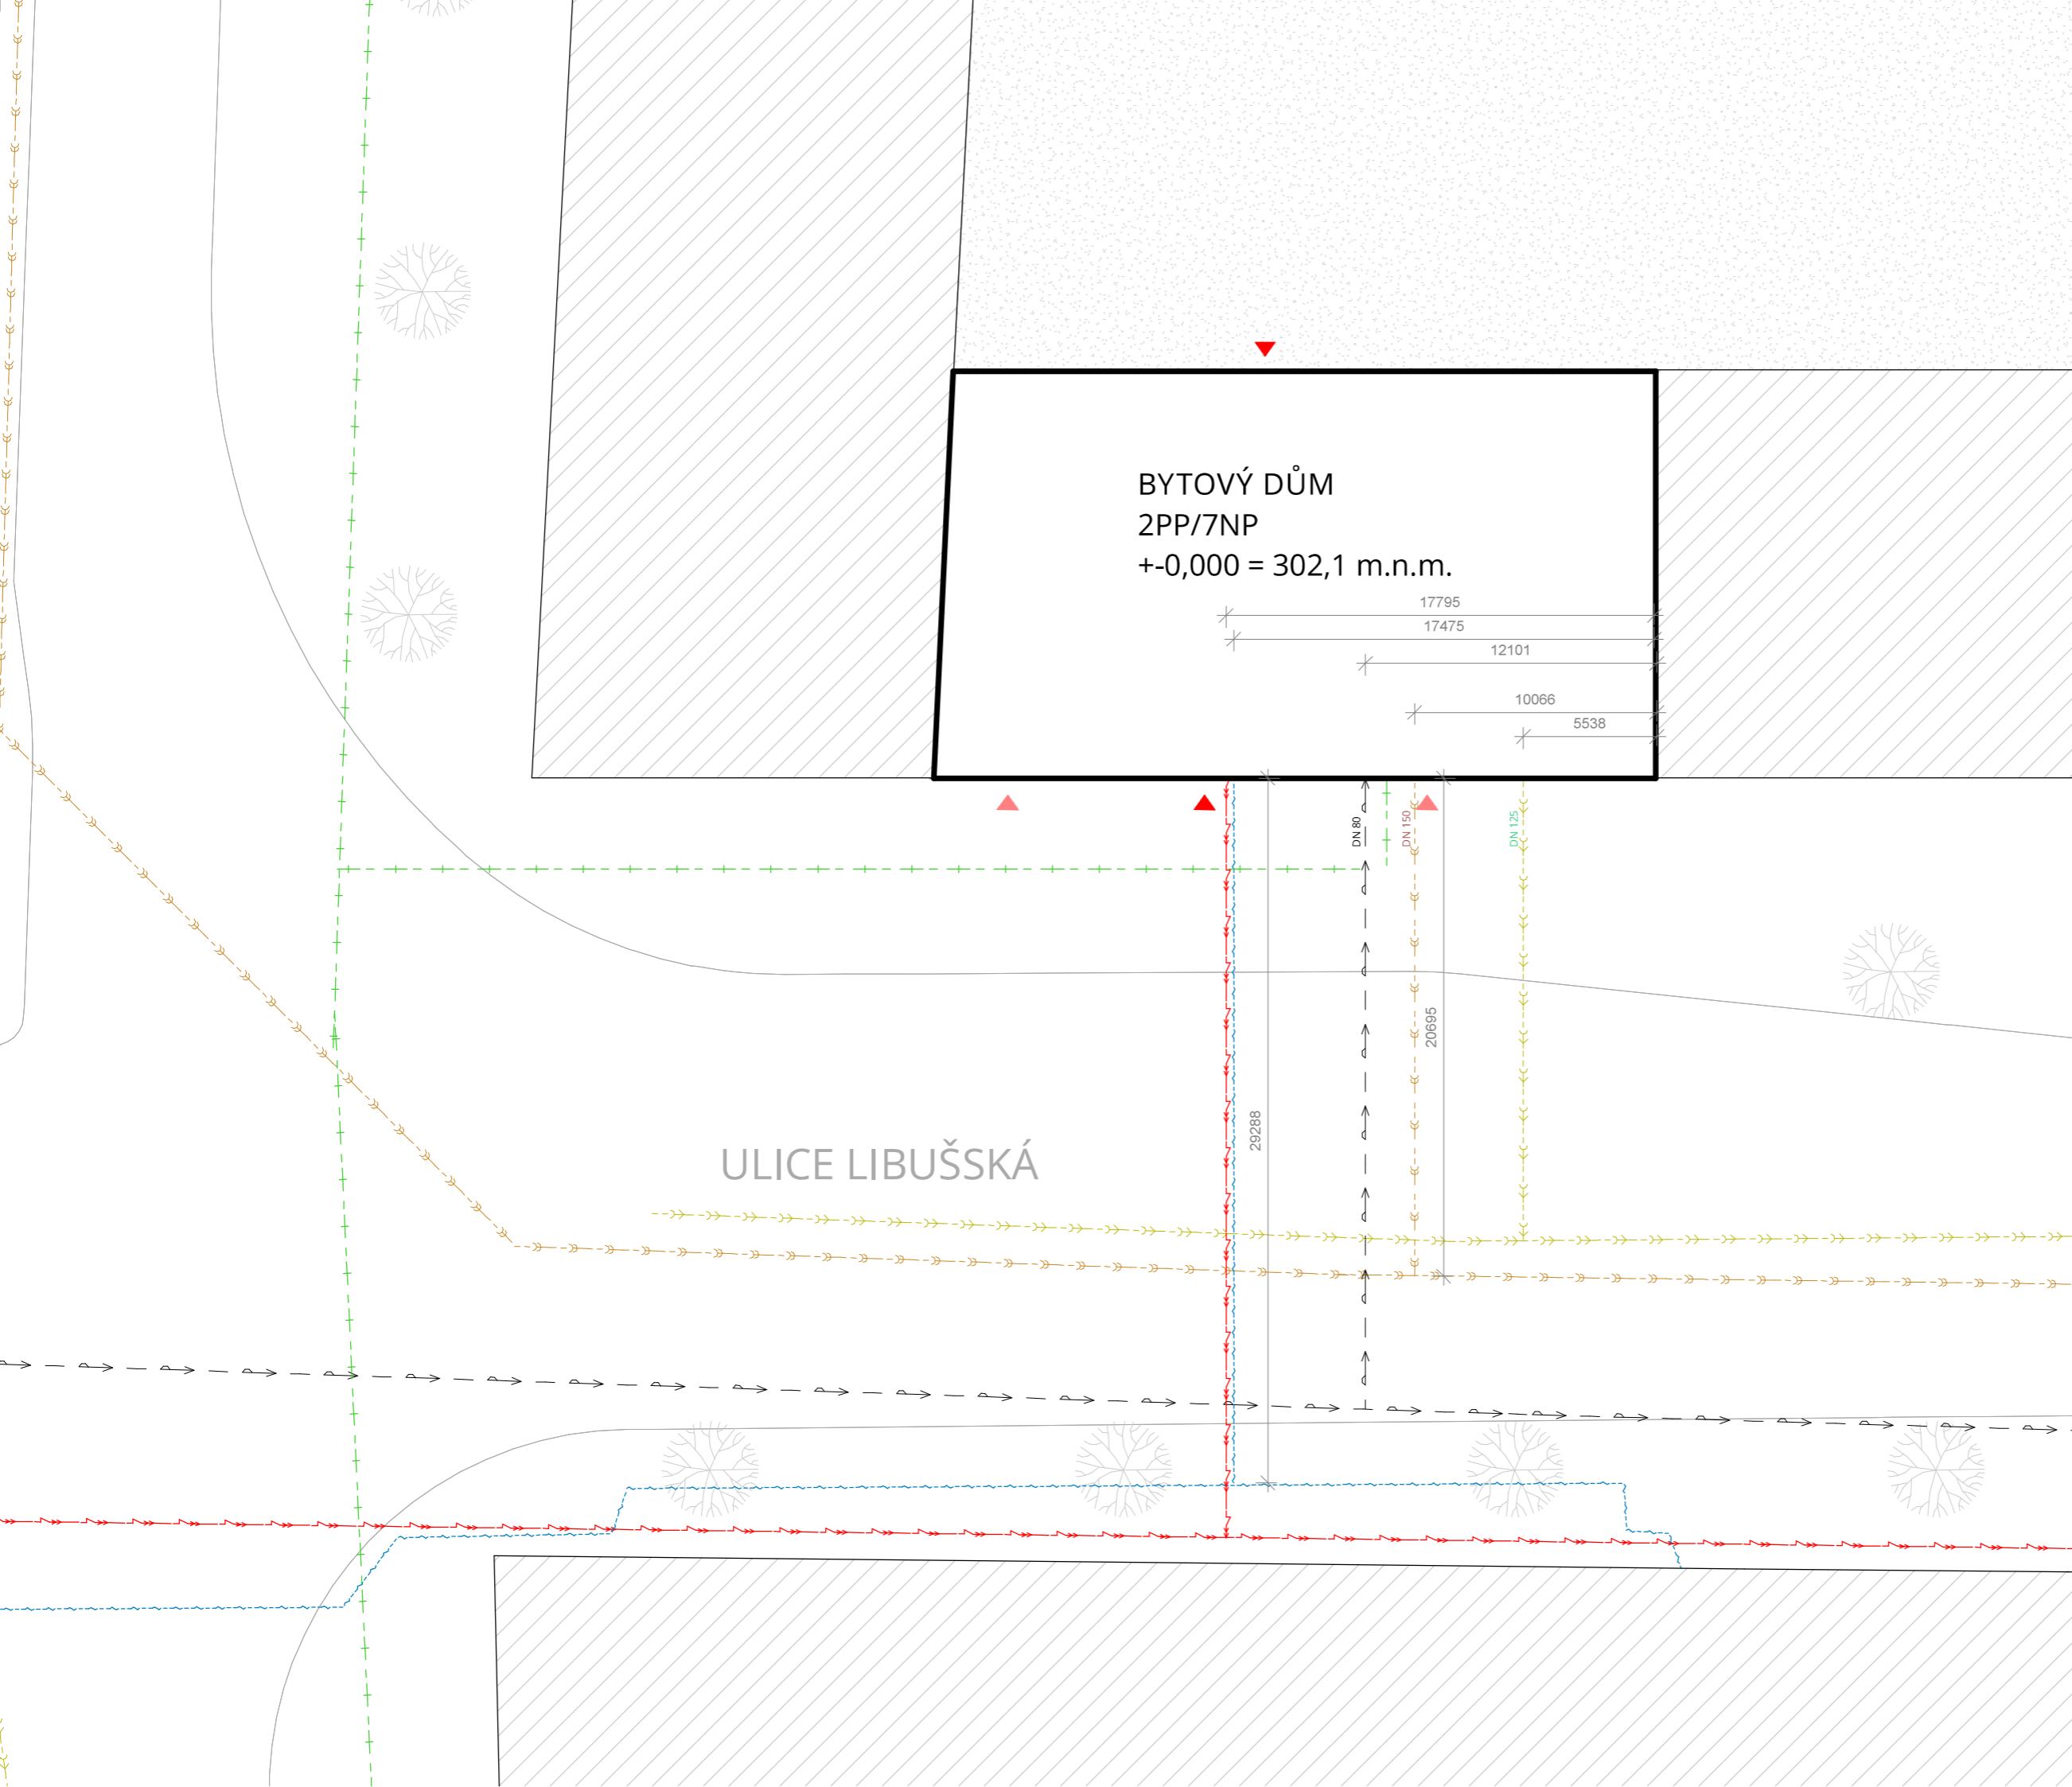 BYTOVÝ DŮM
2PP/7NP
+-0,000 = 302,1 m.n.m.
17795
17475
12101
10066
5538
DN 80
DN 150
DN 125
20695
29288
ULICE LIBUŠSKÁ